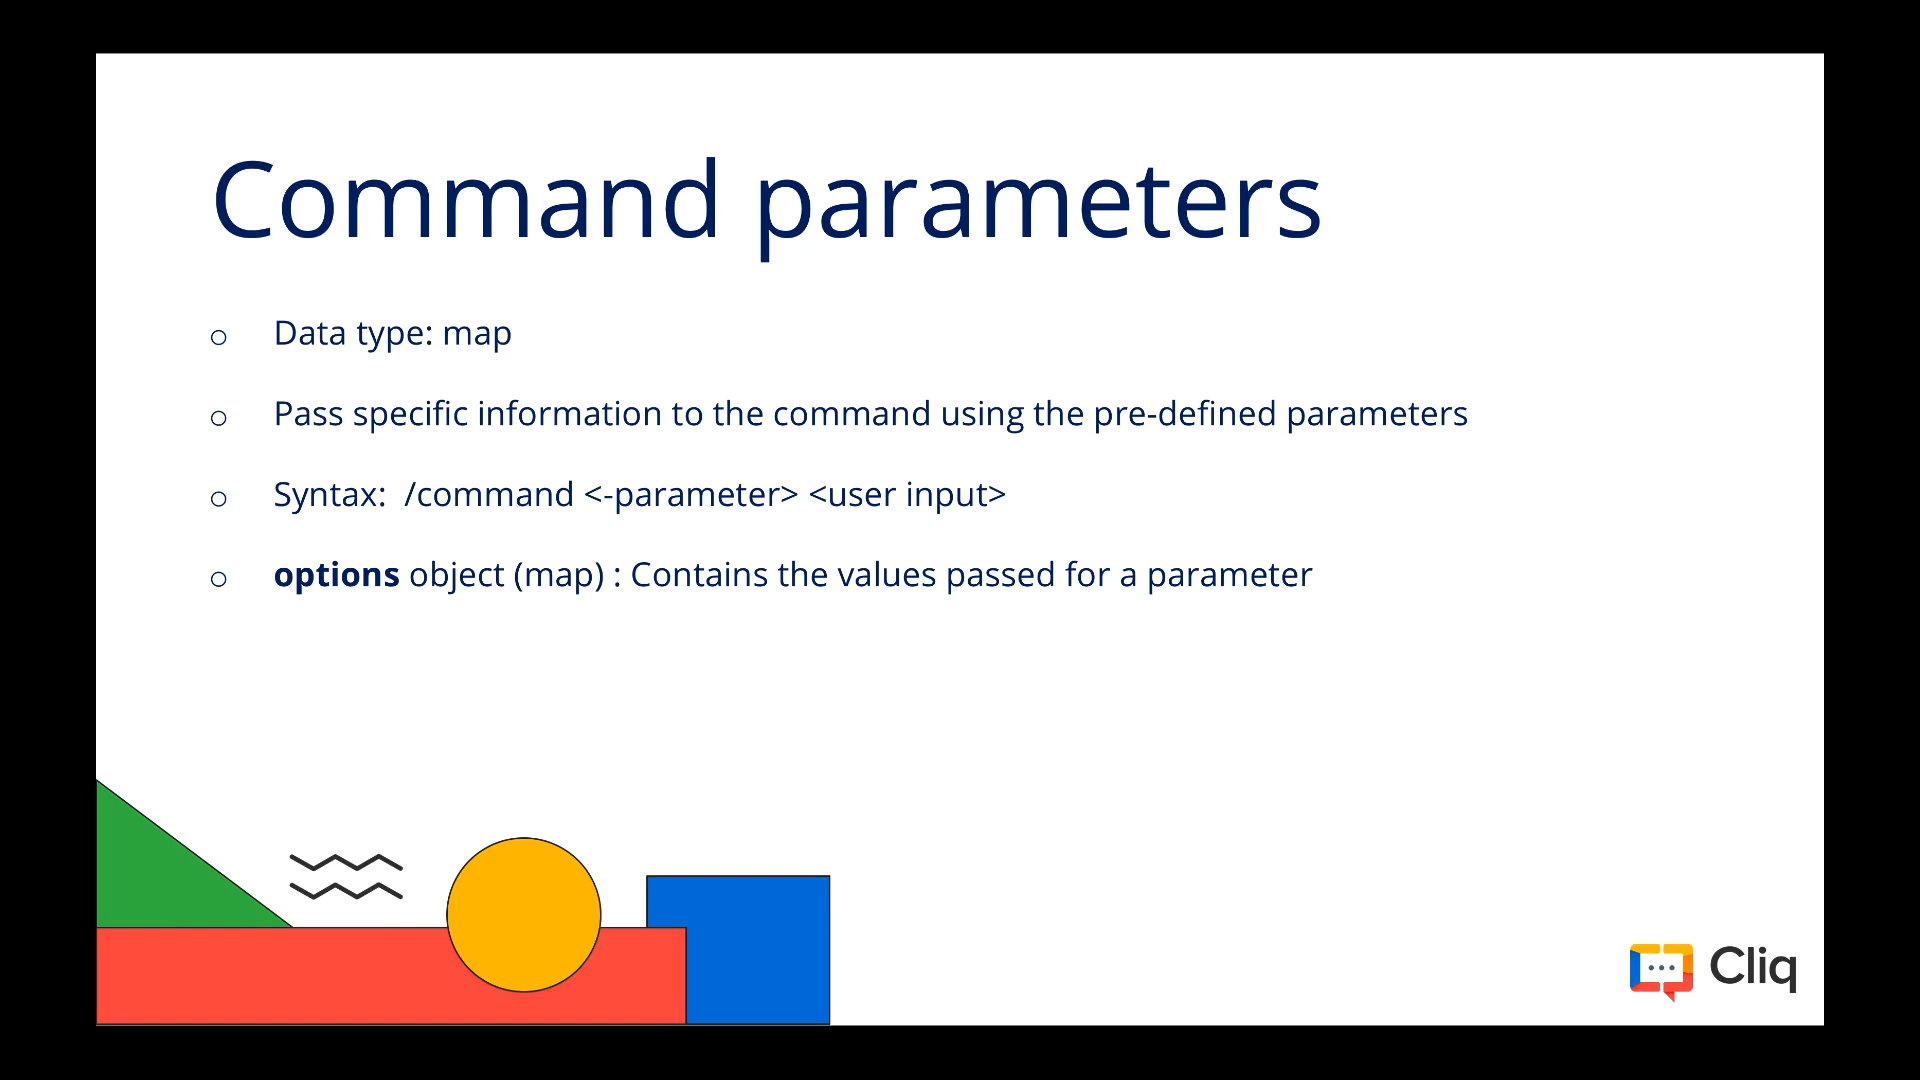 Command parameters
Data type: map
Pass specific information to the command using the pre-defined parameters
Syntax:  /command <-parameter> <user input>
options object (map) : Contains the values passed for a parameter
Cliq